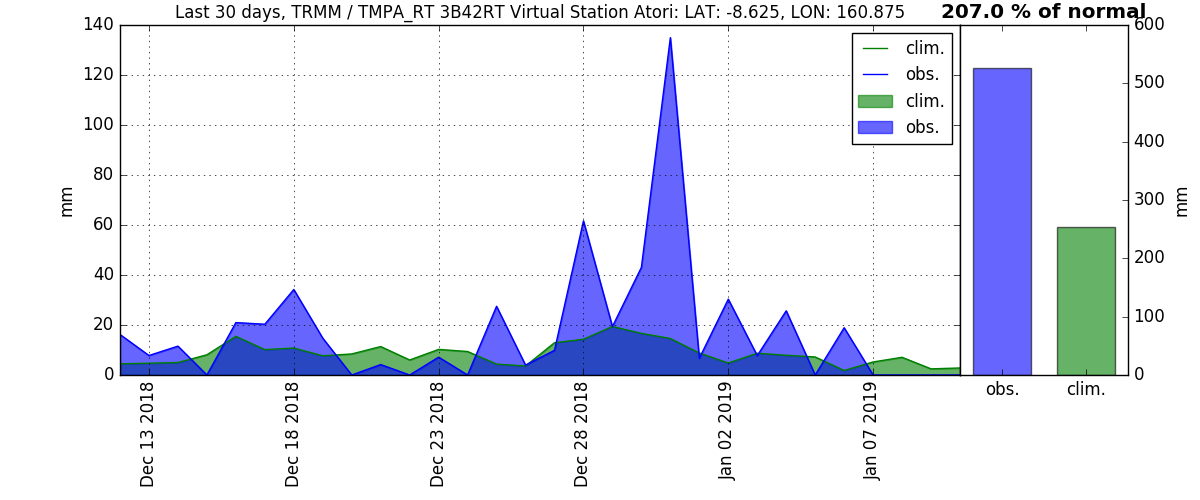 Last 30 days, TRMM / TMPA_RT 3B42RT Virtual Station Atori: LAT: -8.625, LON: 160.875
207.0 % of normal
140
120
100
80
60
40
20
0
mm
clim.
obs.
clim.
obs.
Dec 13 2018
Dec 18 2018
Dec 23 2018
Dec 28 2018
Jan 02 2019
Jan 07 2019
600
500
400
300
200
100
0
mm
obs.
clim.